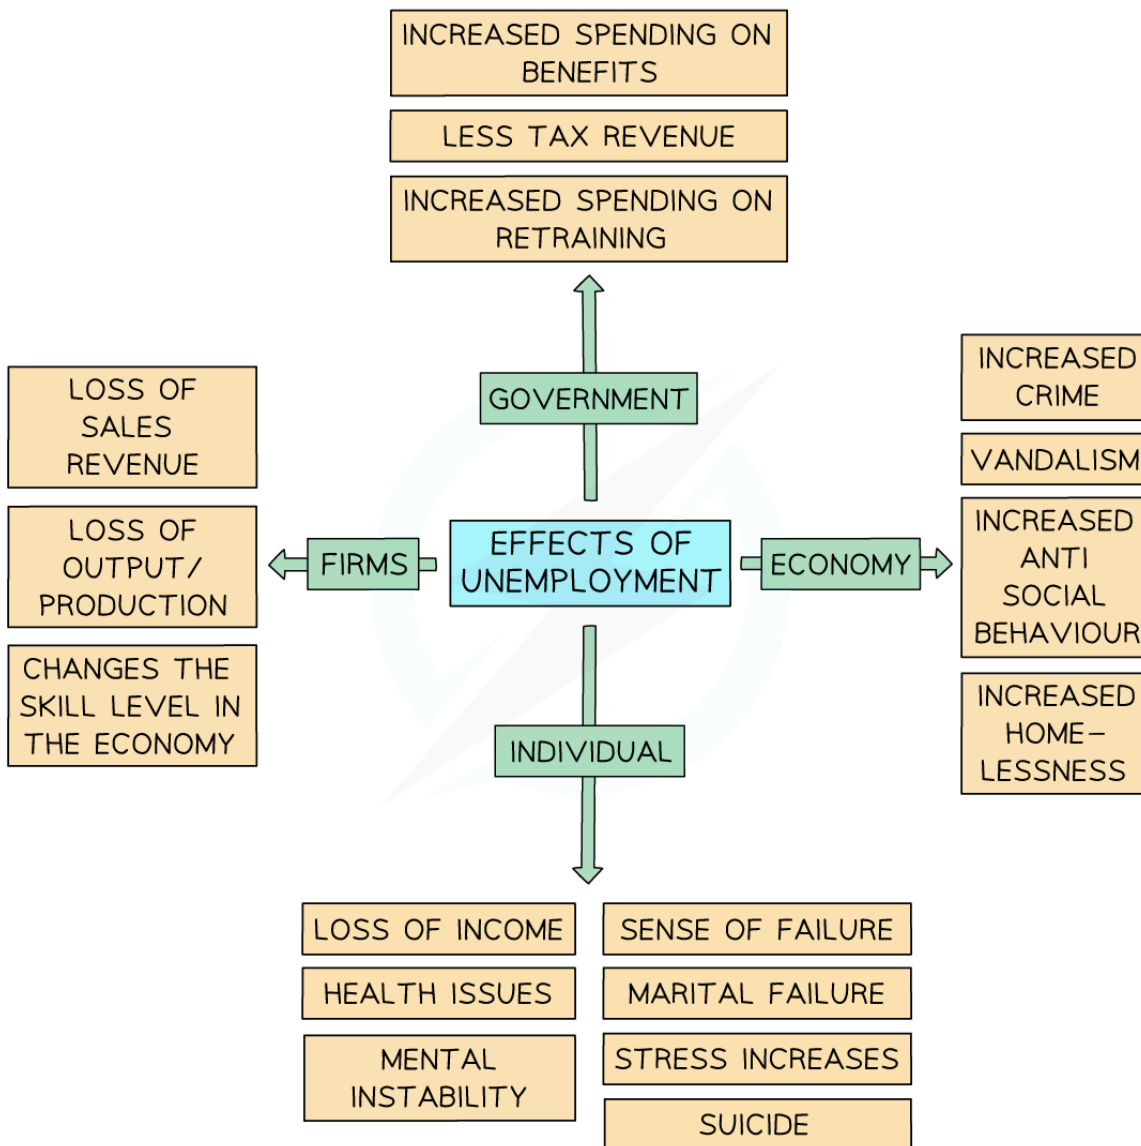 INCREASED SPENDING ON
BENEFITS
LESS TAX REVENUE
INCREASED SPENDING ON
RETRAINING
GOVERNMENT
LOSS OF
SALES
REVENUE
LOSS OF
OUTPUT/
PRODUCTION
CHANGES THE
SKILL LEVEL IN
THE ECONOMY
FIRMS
EFFECTS OF
UNEMPLOYMENT
ECONOMY
INCREASED
CRIME
VANDALISM
INCREASED
ANTI
SOCIAL
BEHAVIOUR
INCREASED
HOME-
LESSNESS
INDIVIDUAL
LOSS OF INCOME
HEALTH ISSUES
MENTAL
INSTABILITY
SENSE OF FAILURE
MARITAL FAILURE
STRESS INCREASES
SUICIDE